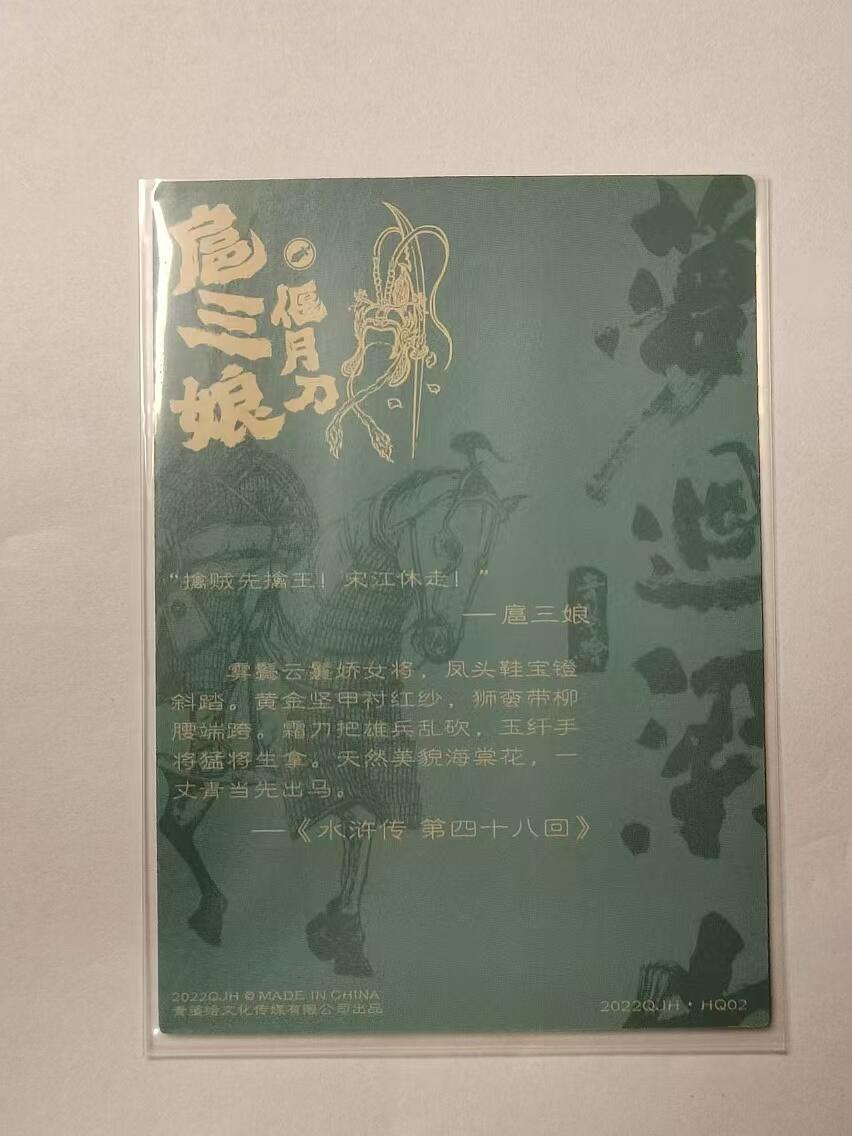 扈三娘
偃月刀
“擒贼先擒王！宋江休走！”
—扈三娘
雾鬓云鬟娇女将，凤头鞋宝镫
斜踏。黄金坚甲衬红纱，狮蛮带柳
腰端跨。霜刀把雄兵乱砍，玉纤手
将猛将生拿。天然美貌海棠花，一
丈青当先出马。
—《水浒传 第四十八回》
2022QJH © MADE IN CHINA
文化传媒有限公司出品
2022QJH · HQ02